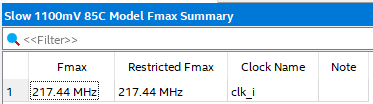 Slow 1100mV 85C Model Fmax Summary
<<Filter>>
Fmax Restricted Fmax Clock Name Note
1 217.44 MHz 217.44 MHz clk_i